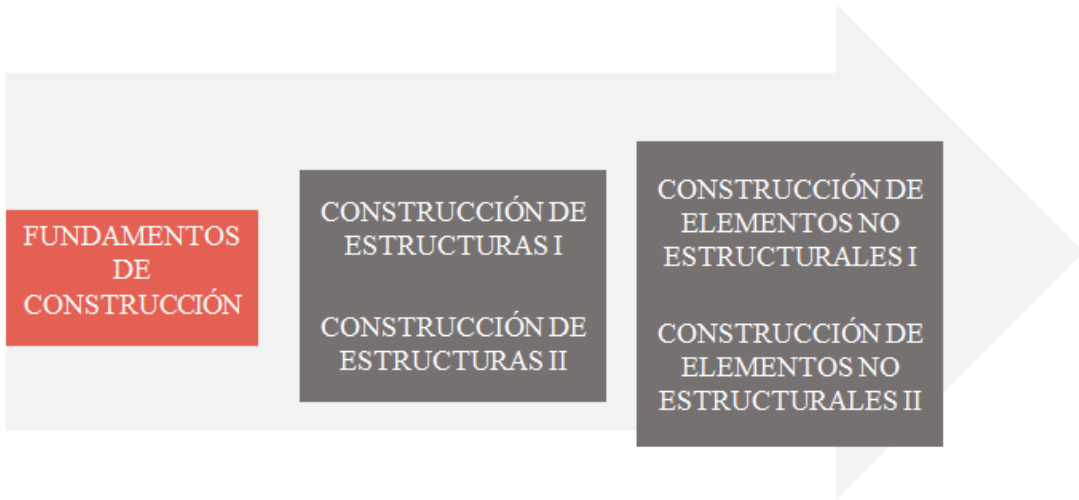 FUNDAMENTOS
DE
CONSTRUCCIÓN
CONSTRUCCIÓN DE
ESTRUCTURAS I
CONSTRUCCIÓN DE
ESTRUCTURAS II
CONSTRUCCIÓN DE
ELEMENTOS NO
ESTRUCTURALES I
CONSTRUCCIÓN DE
ELEMENTOS NO
ESTRUCTURALES II